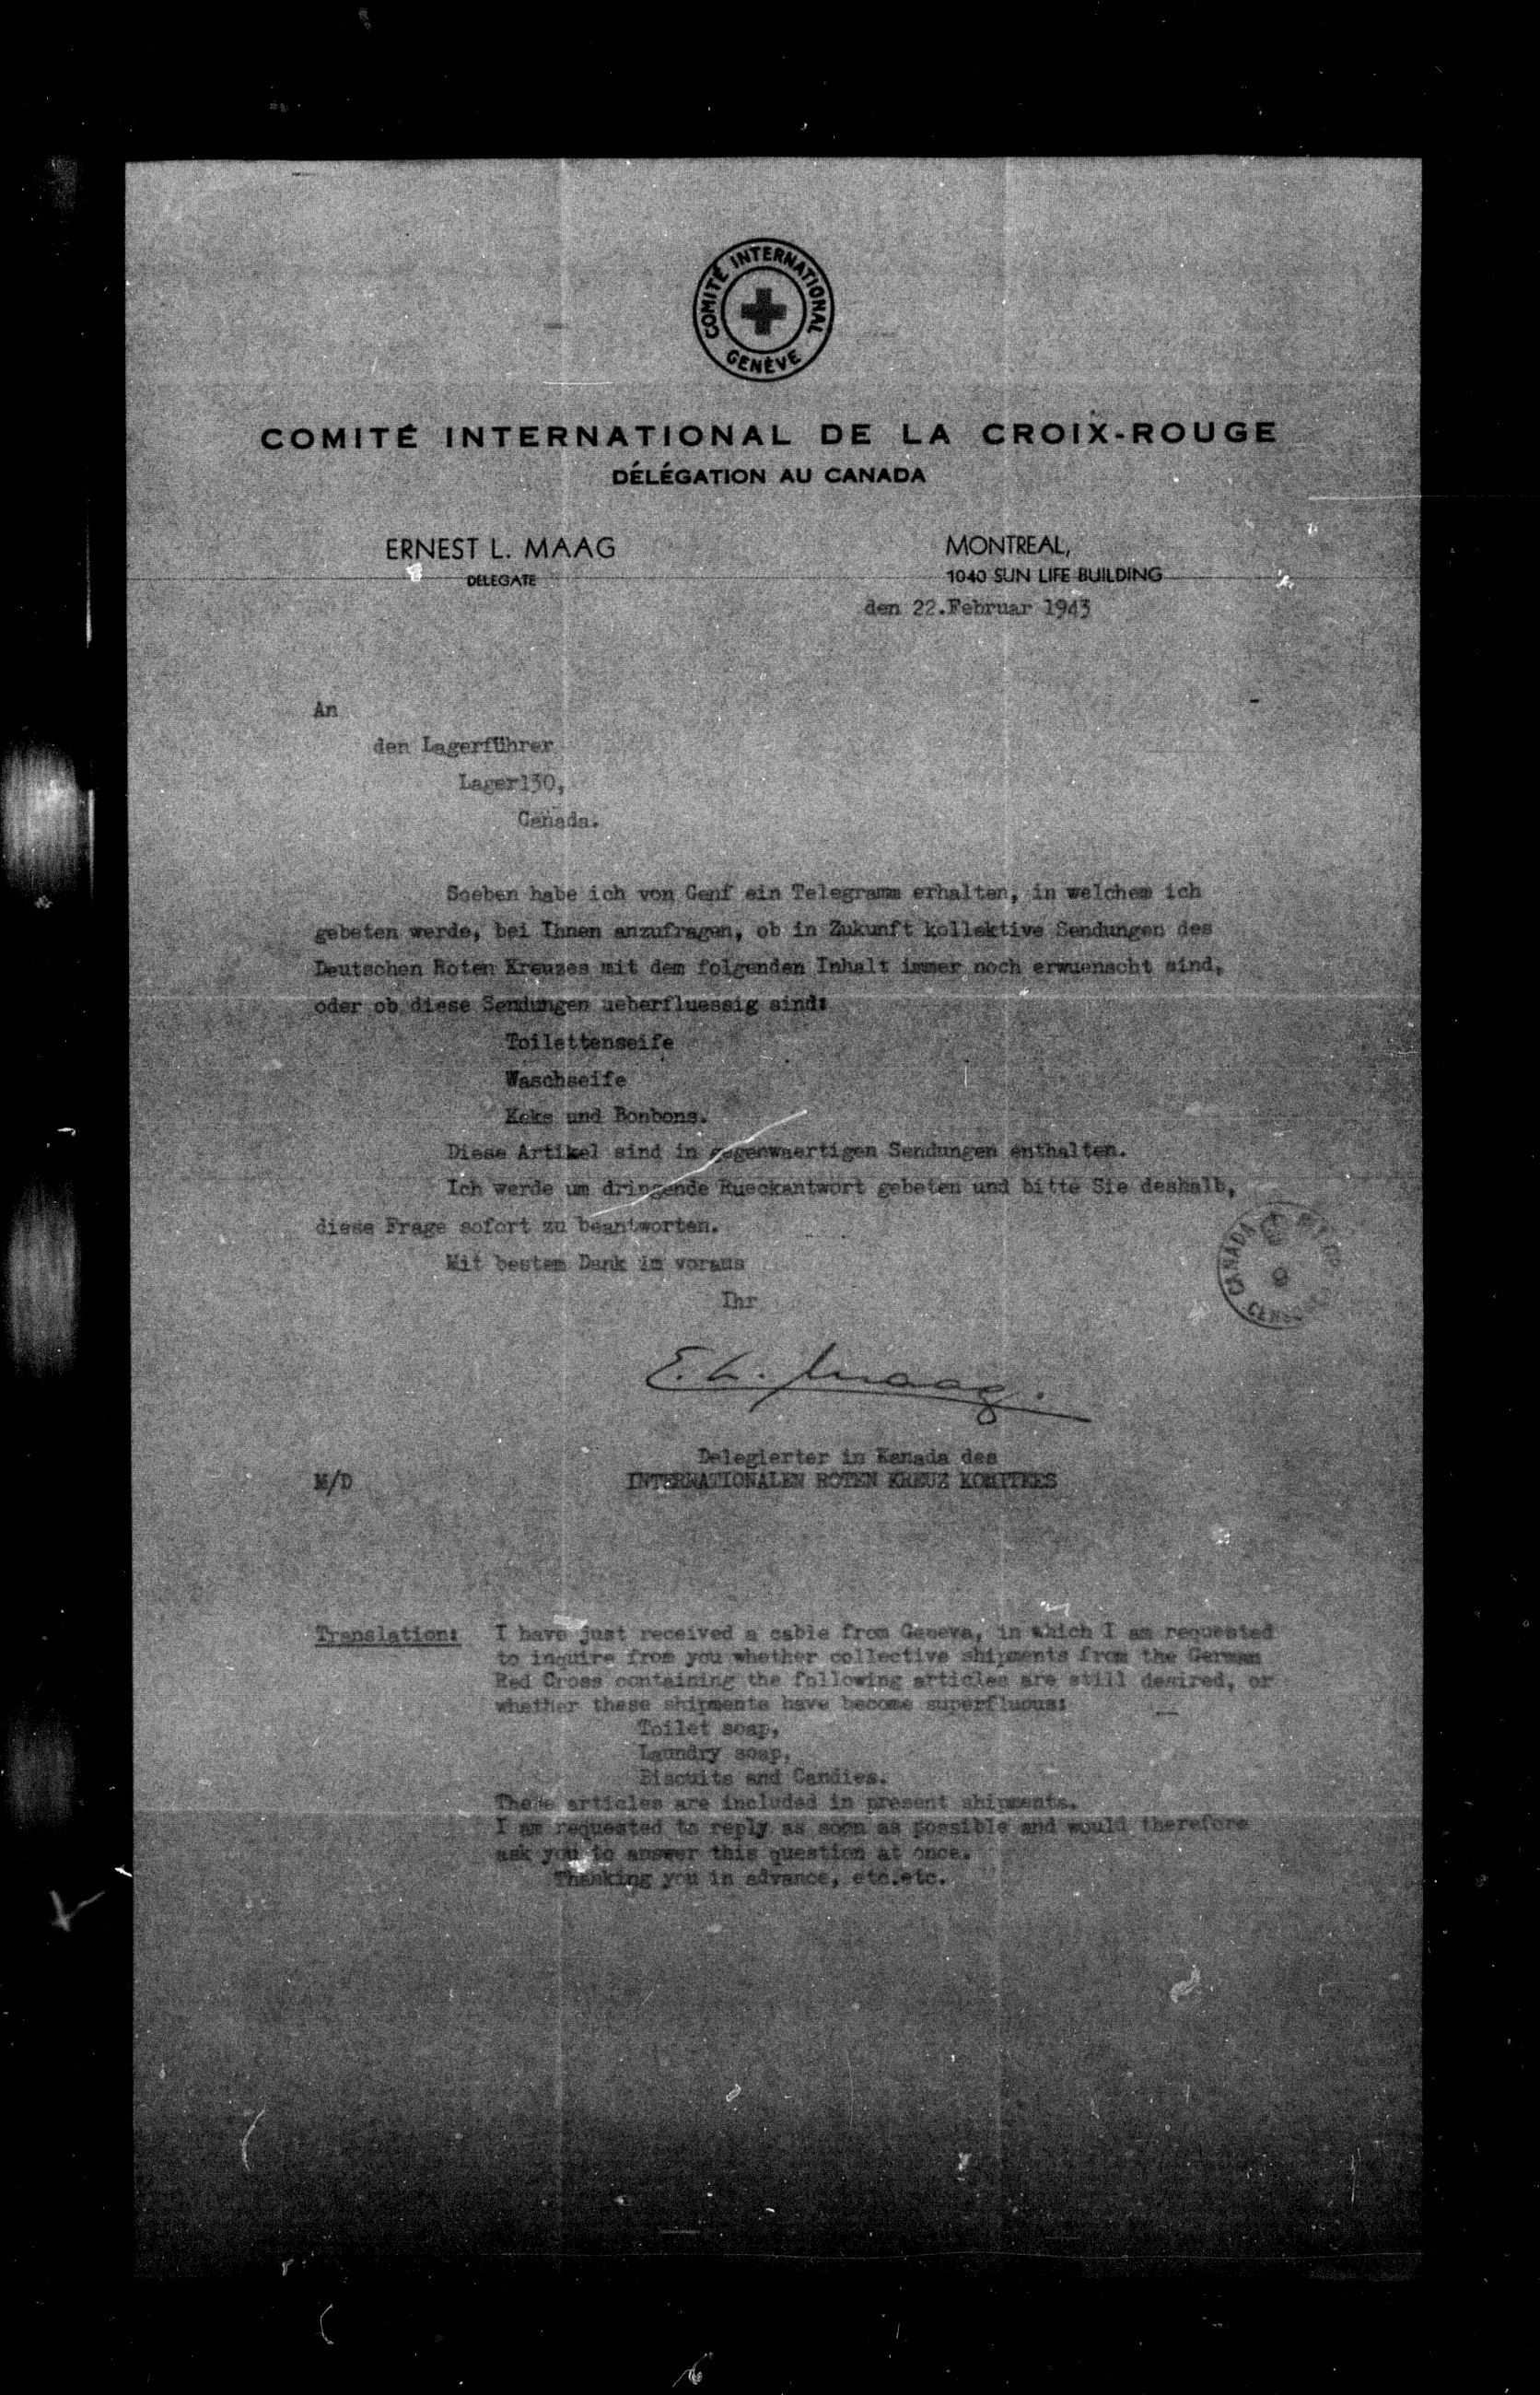 COMITÉ INTERNATIONAL
GENÈVE
COMITÉ INTERNATIONAL DE LA CROIX-ROUGE
DÉLÉGATION AU CANADA
ERNEST L. MAAG
DELEGATE
MONTREAL,
1040 SUN LIFE BUILDING
den 22.Februar 1943
An
den Lagerführer
Lager130,
Canada.
Soeben habe ich von Genf ein Telegramm erhalten, in welchem ich
gebeten werde, bei Ihnen anzufragen, ob in Zukunft kollektive Sendungen des
Deutschen Roten Kreuzes mit dem folgenden Inhalt immer noch erwuenscht sind,
oder ob diese Sendungen ueberfluessig sind:
Toilettenseife
Waschseife
Keks und Bonbons.
Diese Artikel sind in gegenwaertigen Sendungen enthalten.
Ich werde um dringende Rueckantwort gebeten und bitte Sie deshalb,
diese Frage sofort zu beantworten.
Mit bestem Dank im voraus
Ihr
CANADA
9
E. L. Maag.
Delegierter in Kanada des
M/D INTERNATIONALEN ROTEN KREUZ KOMITEES
Translation: I have just received a cable from Geneva, in which I am requested
to inquire from you whether collective shipments from the German
Red Cross containing the following articles are still desired, or
whether these shipments have become superfluous:
Toilet soap,
Laundry soap,
Biscuits and Candies.
These articles are included in present shipments.
I am requested to reply as soon as possible and would therefore
ask you to answer this question at once.
Thanking you in advance, etc.etc.